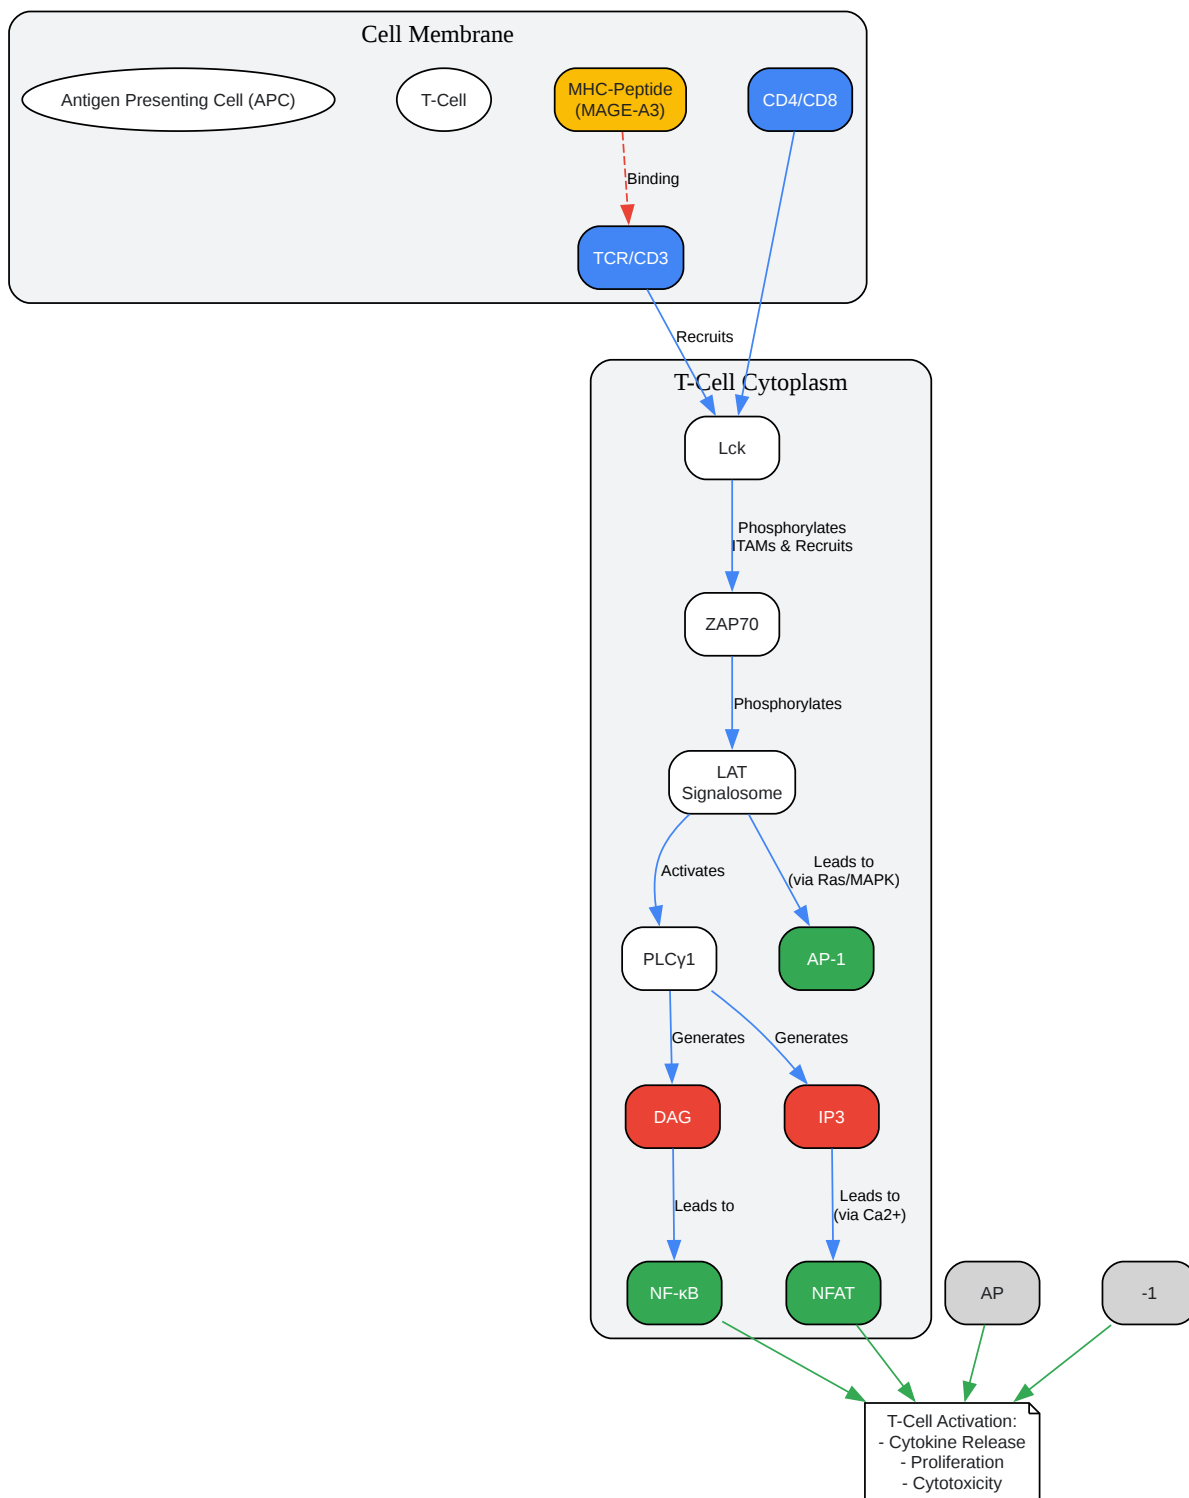 Cell Membrane
Antigen Presenting Cell (APC)
T-Cell
MHC-Peptide
(MAGE-A3)
CD4/CD8
Binding
TCR/CD3
Recruits
T-Cell Cytoplasm
Lck
Phosphorylates
ITAMs & Recruits
ZAP70
Phosphorylates
LAT
Signalosome
Activates
Leads to
(via Ras/MAPK)
PLCγ1
AP-1
Generates
Generates
DAG
IP3
Leads to
Leads to
(via Ca2+)
NF-κB
NFAT
AP
-1
T-Cell Activation:
- Cytokine Release
- Proliferation
- Cytotoxicity